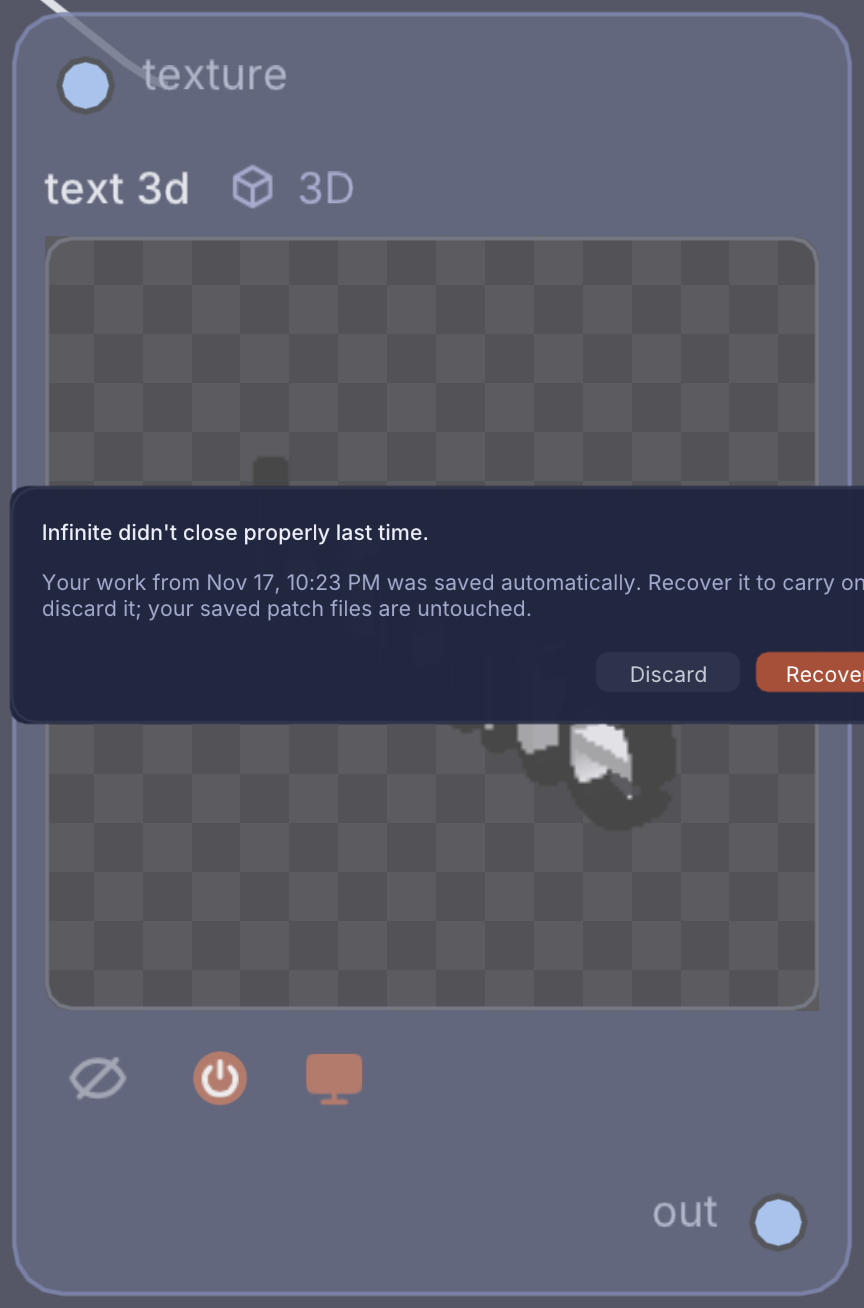 texture
text 3d 3D
Infinite didn't close properly last time.
Your work from Nov 17, 10:23 PM was saved automatically. Recover it to carry on
discard it; your saved patch files are untouched.
Discard Recover
out